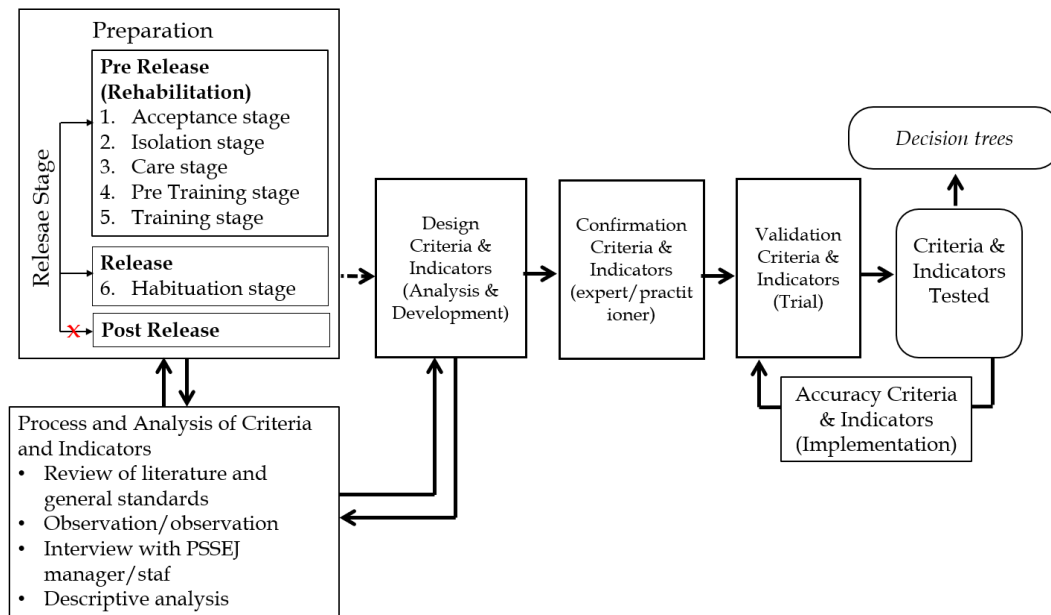 Preparation
Relesae Stage
Pre Release
(Rehabilitation)
1. Acceptance stage
2. Isolation stage
3. Care stage
4. Pre Training stage
5. Training stage
Release
6. Habituation stage
X
Post Release
Process and Analysis of Criteria
and Indicators
• Review of literature and
general standards
• Observation/observation
• Interview with PSSEJ
manager/staf
• Descriptive analysis
Design
Criteria &
Indicators
(Analysis &
Development)
Confirmation
Criteria &
Indicators
(expert/practit
ioner)
Validation
Criteria &
Indicators
(Trial)
Decision trees
Criteria &
Indicators
Tested
Accuracy Criteria
& Indicators
(Implementation)